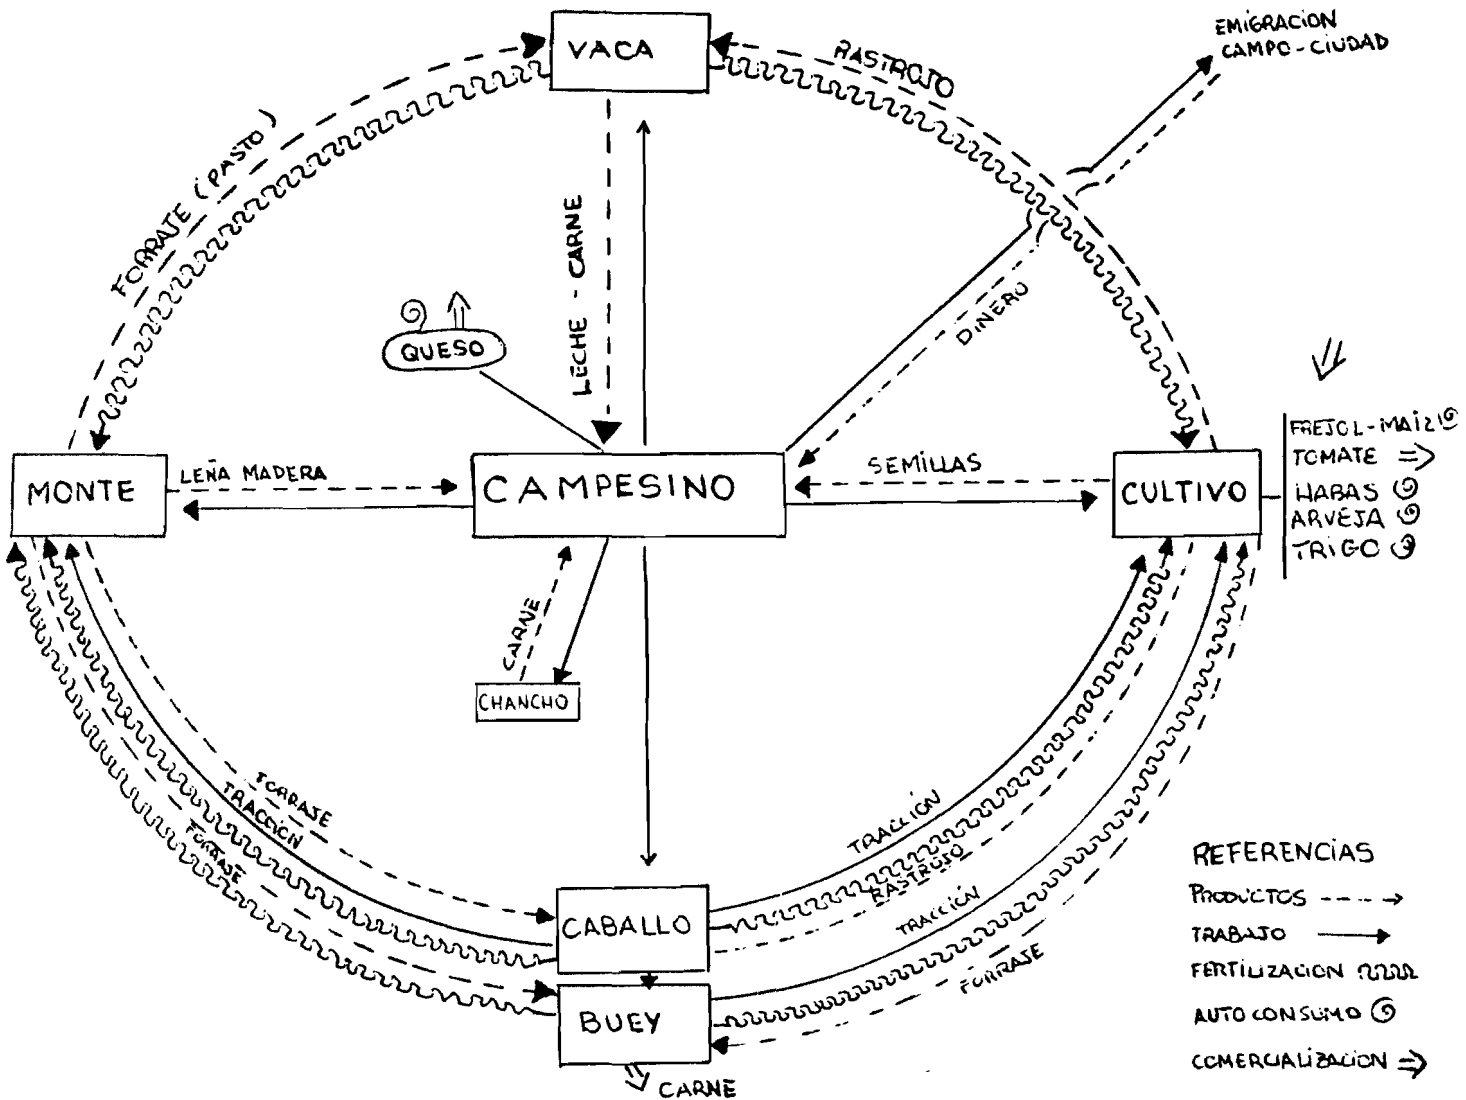 EMIGRACION
CAMPO-CIUDAD
VACA
RASTROJO
FORRAJE (PASTO)
LECHE - CARNE
DINERO
QUESO
FREJOL-MAIZ
TOMATE
HABAS
ARVEJA
TRIGO
MONTE
LEÑA MADERA
CAMPESINO
SEMILLAS
CULTIVO
CARNE
CHANCHO
FORRAJE
TRACCION
FORRAJE
TRACCIÓN
RASTROJO
TRACCIÓN
FORRAJE
CABALLO
BUEY
CARNE
REFERENCIAS
PRODUCTOS
TRABAJO
FERTILIZACION
AUTO CONSUMO
COMERCIALIZACION